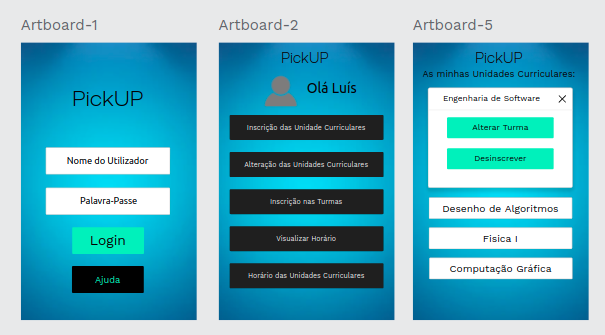 Artboard-1
PickUP
Nome do Utilizador
Palavra-Passe
Login
Ajuda
Artboard-2
PickUP
Olá Luís
Inscrição das Unidade Curriculares
Alteração das Unidades Curriculares
Inscrição nas Turmas
Visualizar Horário
Horário das Unidades Curriculares
Artboard-5
PickUP
As minhas Unidades Curriculares:
Engenharia de Software
Alterar Turma
Desinscrever
Desenho de Algoritmos
Fisica I
Computação Gráfica